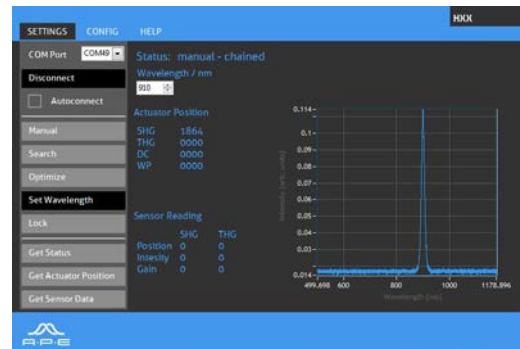 HXX
SETTINGS CONFIG HELP
COM Port COM49
Disconnect
Autoconnect
Manual
Search
Optimize
Set Wavelength
Lock
Get Status
Get Actuator Position
Get Sensor Data
Status: manual - chained
Wavelength / nm
910
Actuator Position
SHG 1864
THG 0000
DC 0000
WP 0000
Sensor Reading
SHG THG
Position 0 0
Intesity 0 0
Gain 0 0
Intensity [arb. units]
0.114
0.1
0.09
0.08
0.06
0.05
0.04
0.03
0.014
499.698 600 800 1000 1178.896
Wavelength [nm]
A·P·E